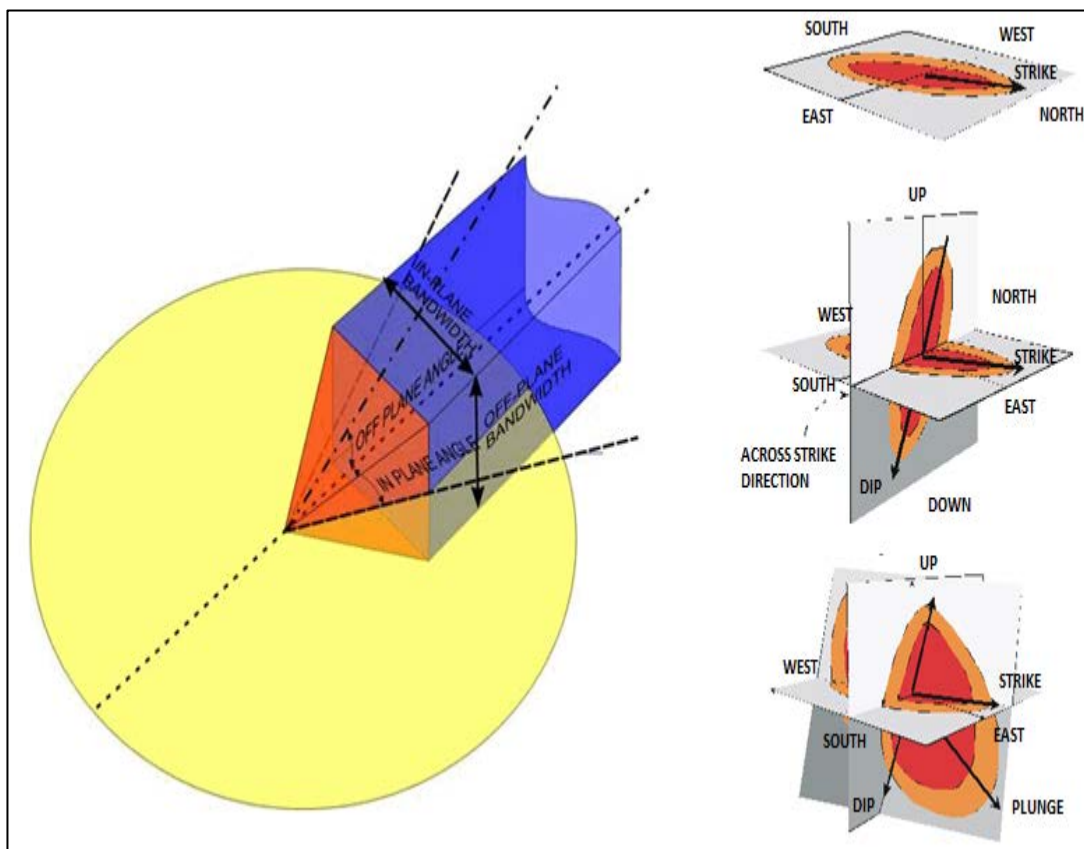 IN-PLANE
BANDWIDTH
OFF PLANE ANGLE
IN PLANE ANGLE
OFF-PLANE
BANDWIDTH
SOUTH
WEST
STRIKE
EAST
NORTH
UP
NORTH
WEST
STRIKE
SOUTH
EAST
ACROSS STRIKE
DIRECTION
DIP
DOWN
UP
WEST
STRIKE
EAST
SOUTH
DIP
PLUNGE